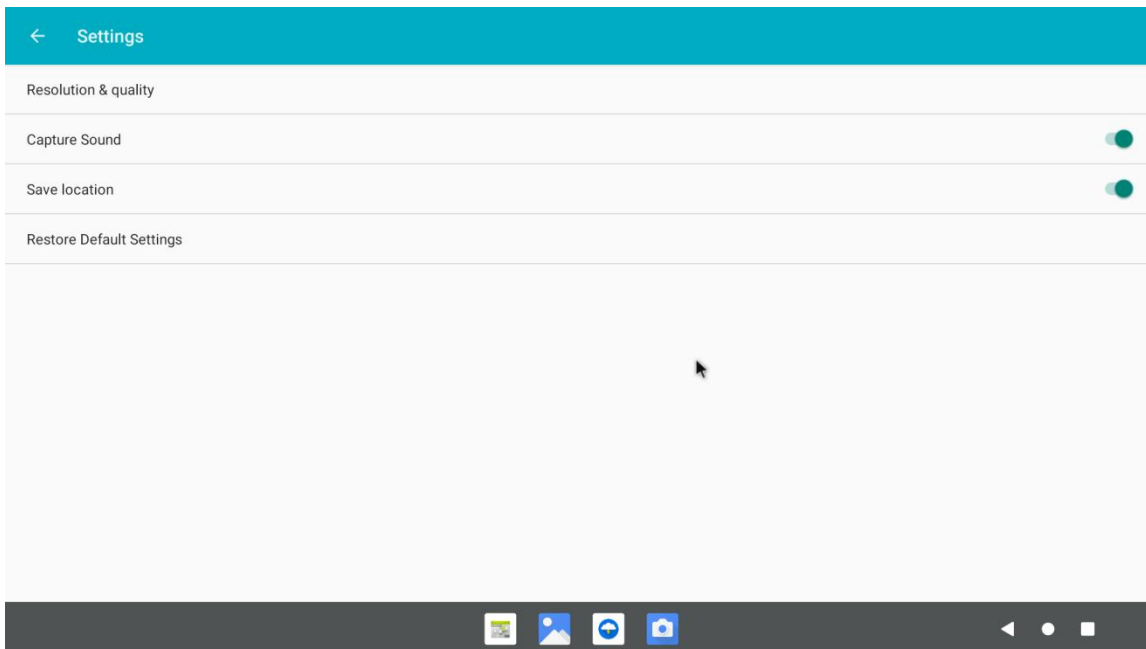 Settings
Resolution & quality
Capture Sound
Save location
Restore Default Settings